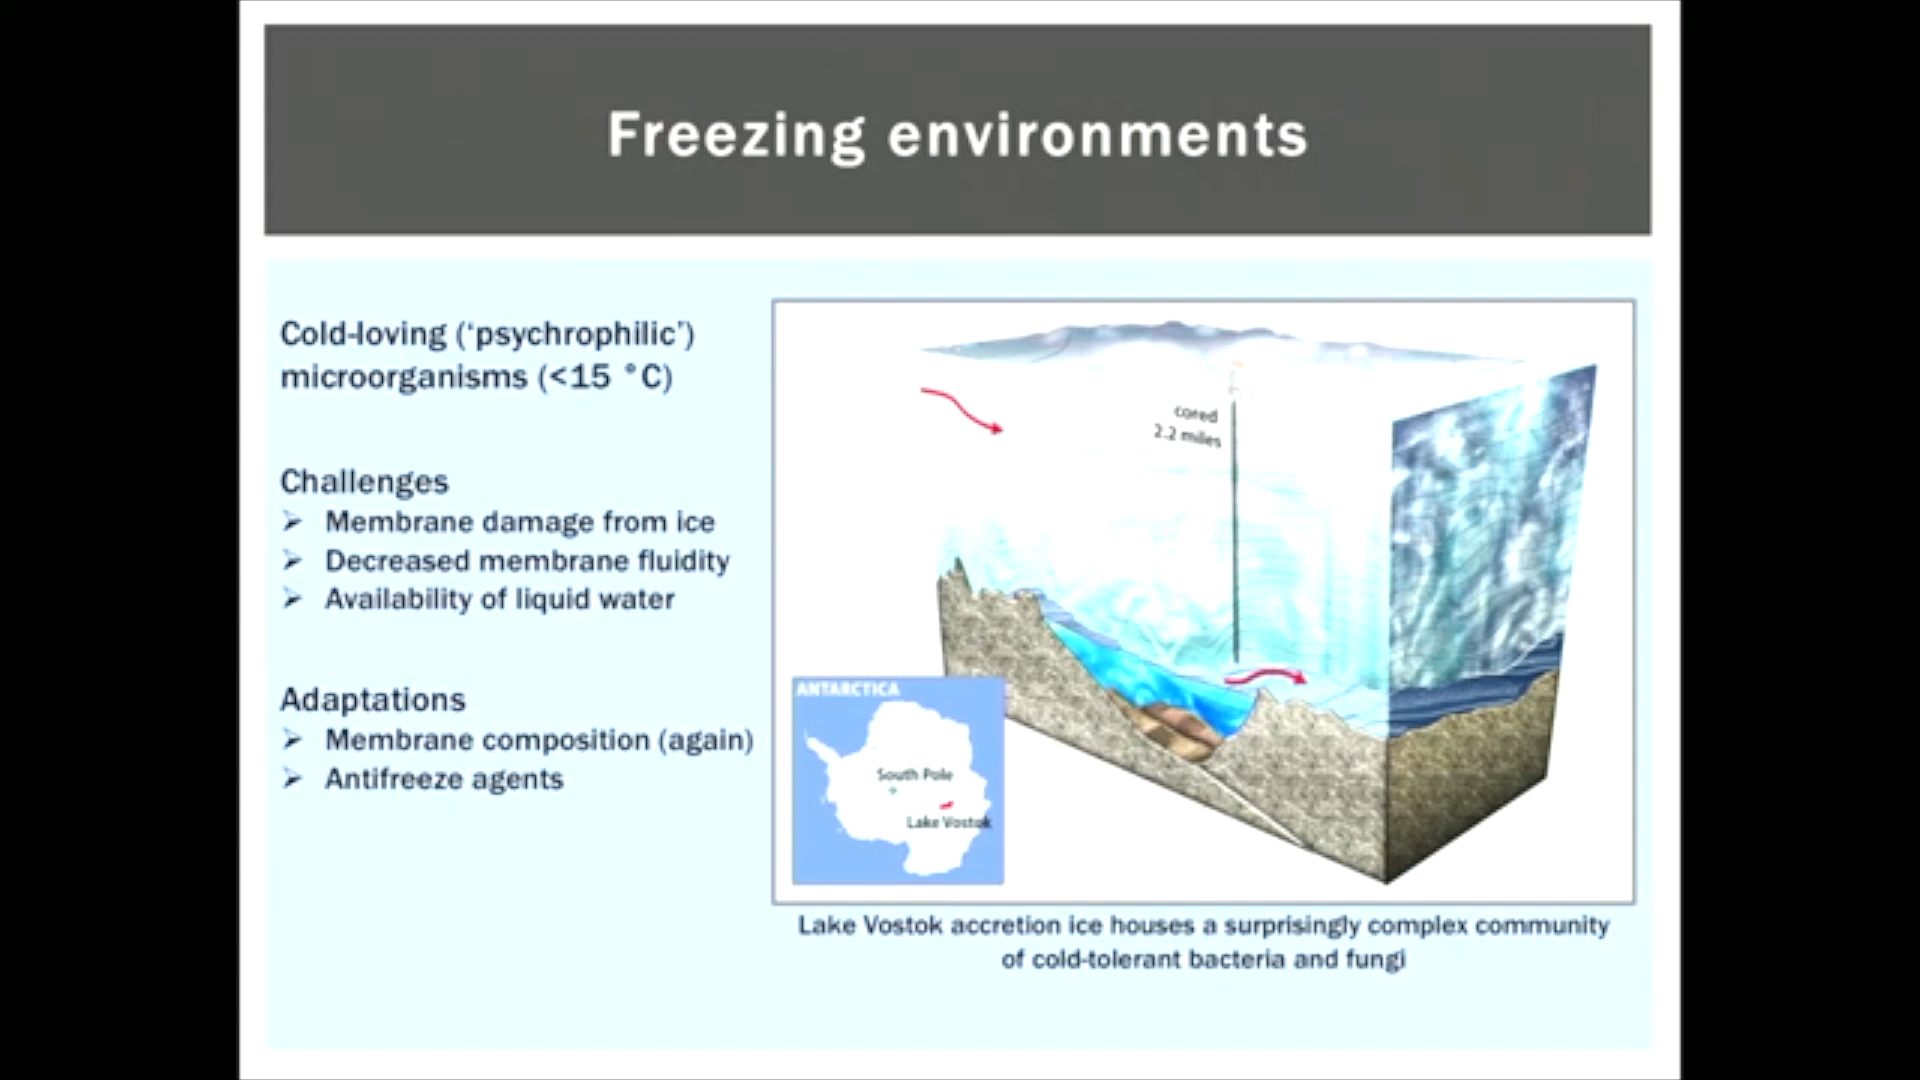 Freezing environments
Cold-loving (‘psychrophilic’)
microorganisms (<15 °C)
Challenges
➢ Membrane damage from ice
➢ Decreased membrane fluidity
➢ Availability of liquid water
Adaptations
➢ Membrane composition (again)
➢ Antifreeze agents
cored
2.2 miles
ANTARCTICA
South Pole
Lake Vostok
Lake Vostok accretion ice houses a surprisingly complex community
of cold-tolerant bacteria and fungi